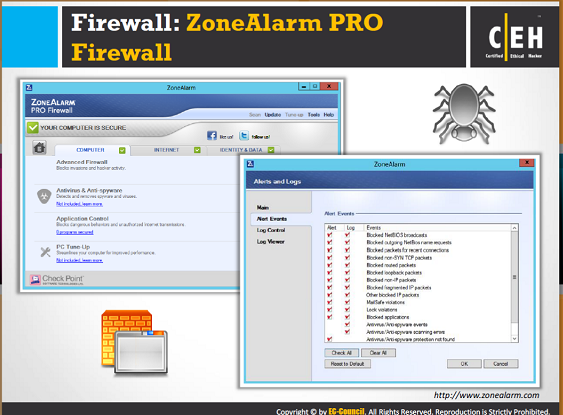 Firewall: ZoneAlarm PRO
Firewall
C|EH
Certified Ethical Hacker
ZoneAlarm
ZONEALARM
PRO Firewall
Scan Update Tune-up Tools Help
YOUR COMPUTER IS SECURE
like us!
follow us!
COMPUTER
INTERNET
IDENTITY & DATA
Advanced Firewall
Blocks invasions and hacker activity.
Antivirus & Anti-spyware
Detects and removes spyware and viruses.
Not included, learn more.
Application Control
Blocks dangerous behaviors and unauthorized Internet transmissions.
programs secured
PC Tune-Up
Streamlines your computer for improved performance.
Not included, learn more.
Check Point
SOFTWARE TECHNOLOGIES LTD.
ZoneAlarm
Alerts and Logs
Main
Alert Events
Log Control
Log Viewer
Alert Events
Alert Log Events
Blocked NetBIOS broadcasts
Blocked outgoing NetBios name requests
Blocked packets for recent connections
Blocked non-SYN TCP packets
Blocked routed packets
Blocked loopback packets
Blocked non-IP packets
Blocked fragmented IP packets
Other blocked IP packets
MailSafe violations
Lock violations
Blocked applications
Antivirus/Anti-spyware events
Antivirus/Anti-spyware scanning errors
Antivirus/Anti-spyware protection not found
Check All
Clear All
Reset to Default
OK
Cancel
http://www.zonealarm.com
Copyright © by EC-Council. All Rights Reserved. Reproduction is Strictly Prohibited.